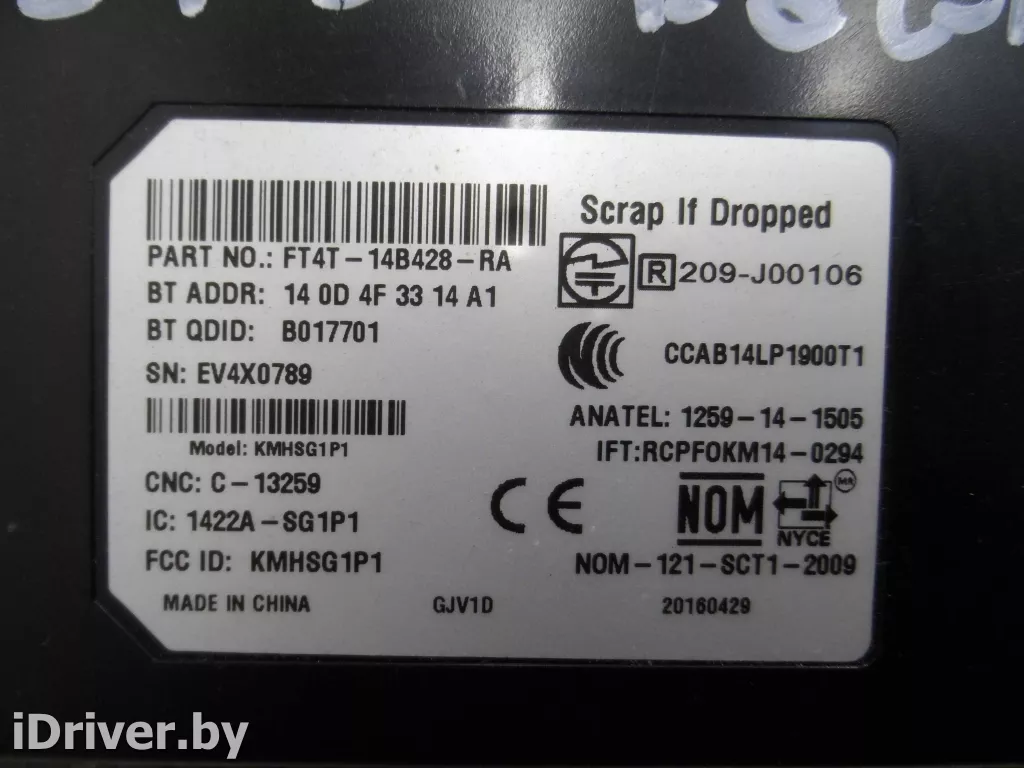 PART NO.: FT4T-14B428-RA
BT ADDR: 14 0D 4F 33 14 A1
BT QDID: B017701
SN: EV4X0789
Model: KMHSG1P1
CNC: C-13259
IC: 1422A-SG1P1
FCC ID: KMHSG1P1
MADE IN CHINA
GJV1D
Scrap If Dropped
R 209-J00106
CCAB14LP1900T1
ANATEL: 1259-14-1505
IFT:RCPFOKM14-0294
CE
NOM
NYCE
NOM-121-SCT1-2009
20160429
iDriver.by